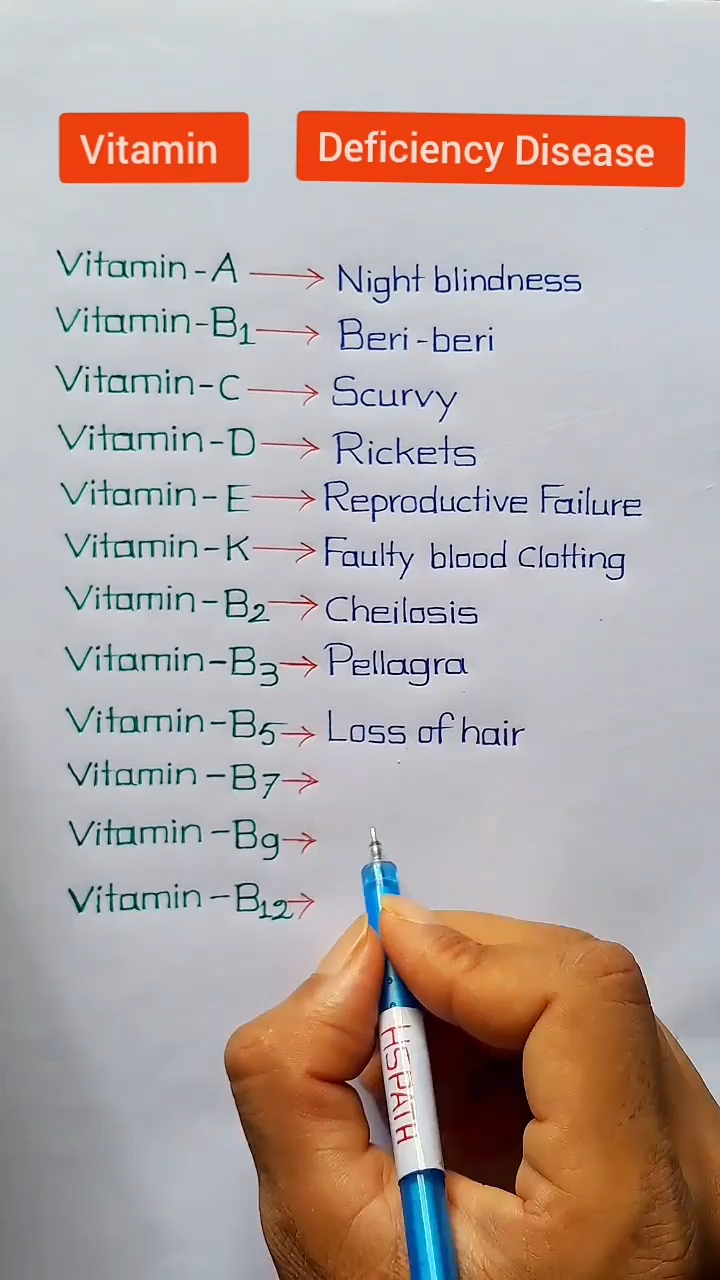 Vitamin Deficiency Disease
Vitamin-A → Night blindness
Vitamin-B₁ → Beri-beri
Vitamin-C → Scurvy
Vitamin-D → Rickets
Vitamin-E → Reproductive Failure
Vitamin-K → Faulty blood Clotting
Vitamin-B₂ → Cheilosis
Vitamin-B₃ → Pellagra
Vitamin-B₅ → Loss of hair
Vitamin-B₇ →
Vitamin-B₉ →
Vitamin-B₁₂ →
HSPATH